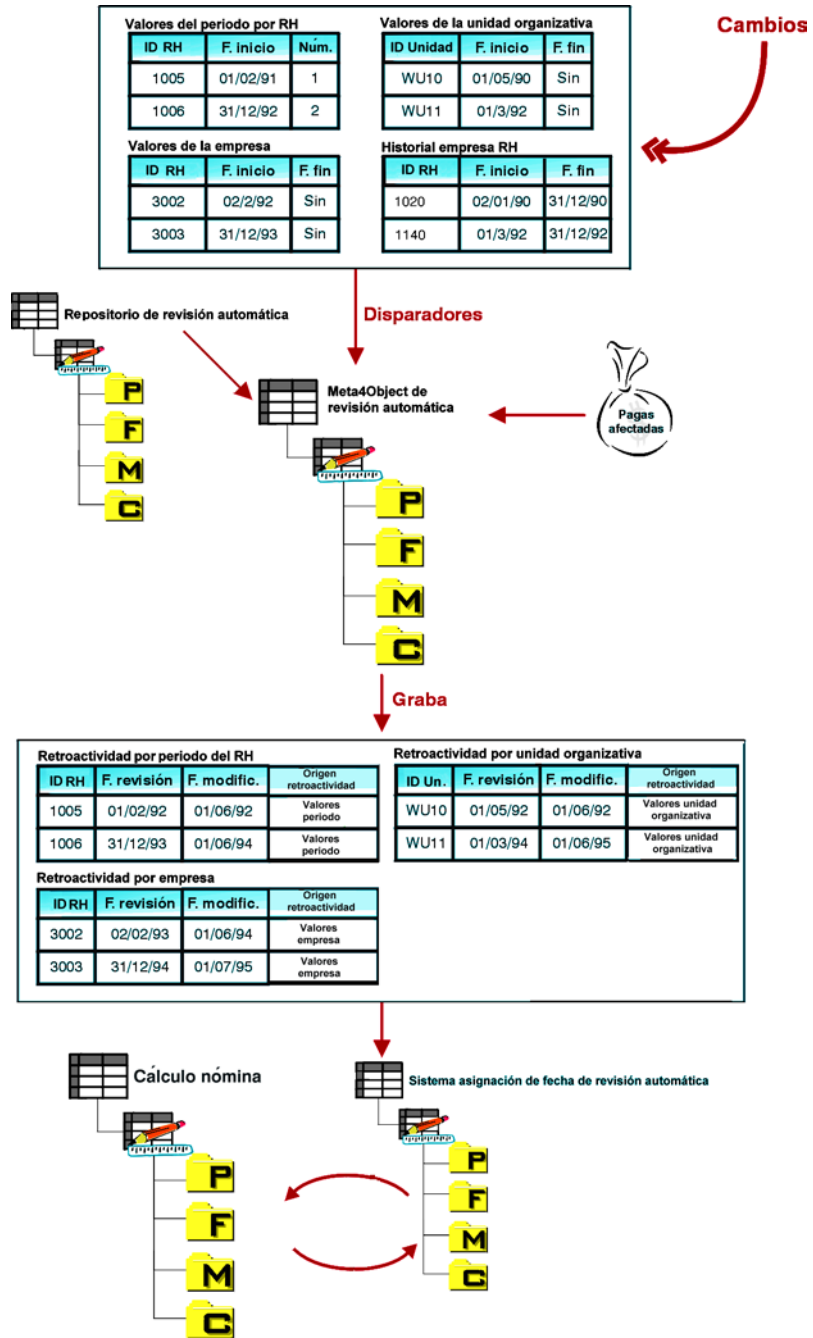 Cambios
Valores del periodo por RH
ID RH F. inicio Núm.
1005 01/02/91 1
1006 31/12/92 2
Valores de la unidad organizativa
ID Unidad F. inicio F. fin
WU10 01/05/90 Sin
WU11 01/3/92 Sin
Valores de la empresa
ID RH F. inicio F. fin
3002 02/2/92 Sin
3003 31/12/93 Sin
Historial empresa RH
ID RH F. inicio F. fin
1020 02/01/90 31/12/90
1140 01/3/92 31/12/92
Disparadores
Repositorio de revisión automática
P
F
M
C
Meta4Object de
revisión automática
P
F
M
C
Pagas
afectadas
Graba
Retroactividad por periodo del RH
ID RH F. revisión F. modific. Origen
retroactividad
1005 01/02/92 01/06/92 Valores
periodo
1006 31/12/93 01/06/94 Valores
periodo
Retroactividad por unidad organizativa
ID Un. F. revisión F. modific. Origen
retroactividad
WU10 01/05/92 01/06/92 Valores unidad
organizativa
WU11 01/03/94 01/06/95 Valores unidad
organizativa
Retroactividad por empresa
ID RH F. revisión F. modific. Origen
retroactividad
3002 02/02/93 01/06/94 Valores
empresa
3003 31/12/94 01/07/95 Valores
empresa
Cálculo nómina
P
F
M
C
Sistema asignación de fecha de revisión automática
P
F
M
C